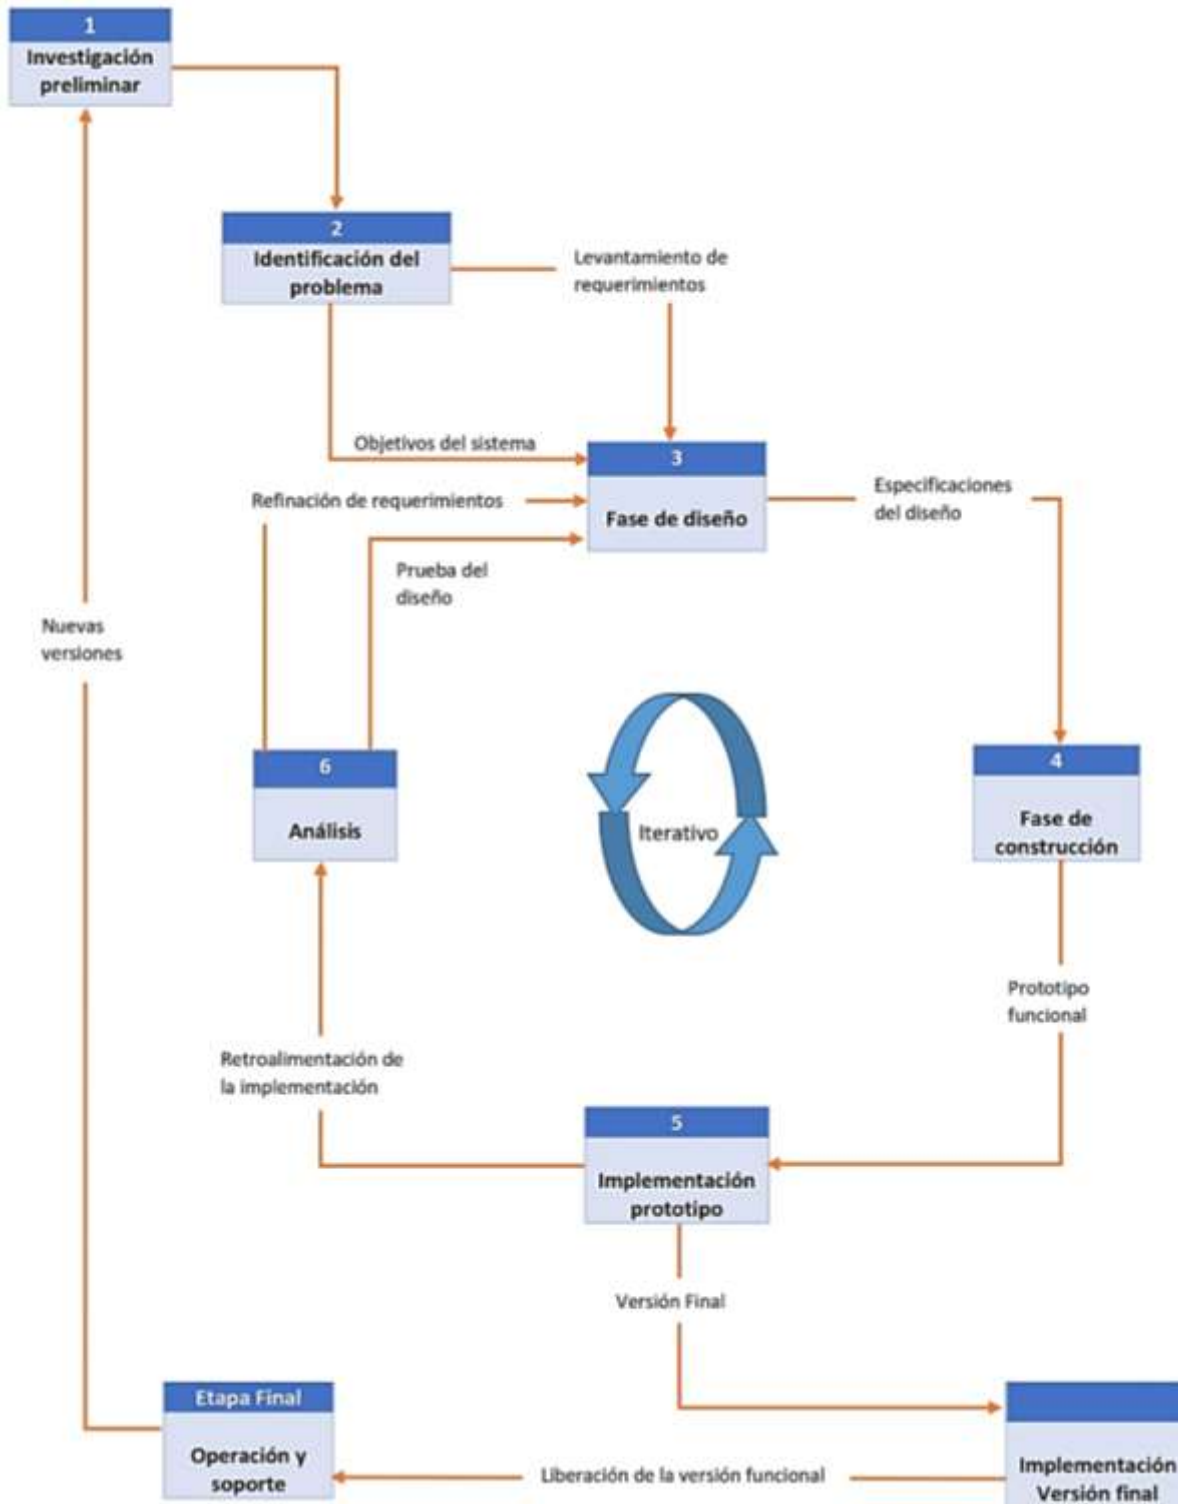 1
Investigación
preliminar
2
Identificación del
problema
Levantamiento de
requerimientos
Objetivos del sistema
3
Fase de diseño
Refinación de requerimientos
Especificaciones
del diseño
Prueba del
diseño
Nuevas
versiones
6
Análisis
Iterativo
4
Fase de
construcción
Prototipo
funcional
Retroalimentación de
la implementación
5
Implementación
prototipo
Versión Final
Etapa Final
Operación y
soporte
Liberación de la versión funcional
Implementación
Versión final